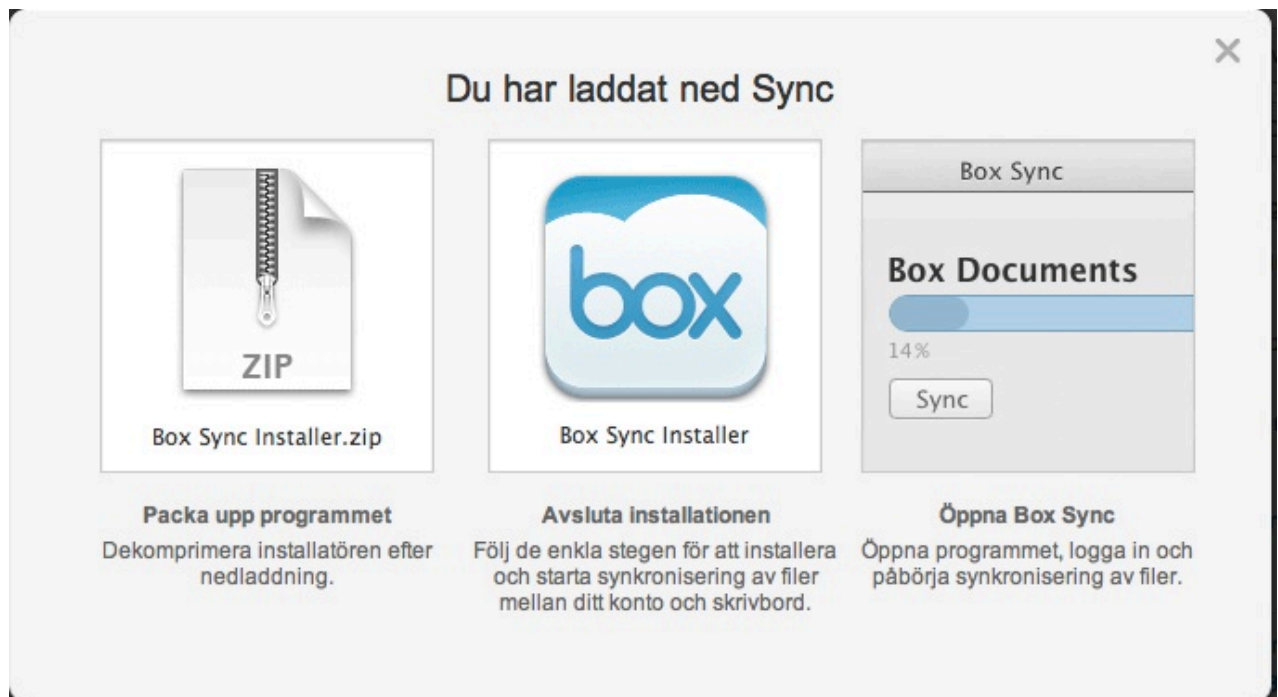 Du har laddat ned Sync
ZIP
Box Sync Installer.zip
box
Box Sync Installer
Box Sync
Box Documents
14%
Sync
Packa upp programmet
Dekomprimera installatören efter
nedladdning.
Avsluta installationen
Följ de enkla stegen för att installera
och starta synkronisering av filer
mellan ditt konto och skrivbord.
Öppna Box Sync
Öppna programmet, logga in och
påbörja synkronisering av filer.